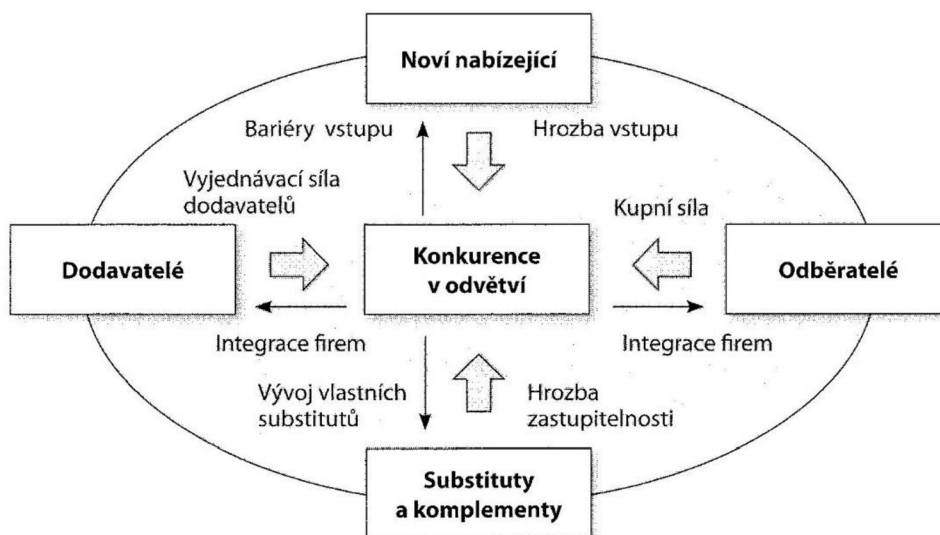 Noví nabízející
Bariéry vstupu
Hrozba vstupu
Vyjednávací síla
dodavatelů
Kupní síla
Dodavatelé
Konkurence
v odvětví
Odběratelé
Integrace firem
Integrace firem
Vývoj vlastních
substitutů
Hrozba
zastupitelnosti
Substituty
a komplementy